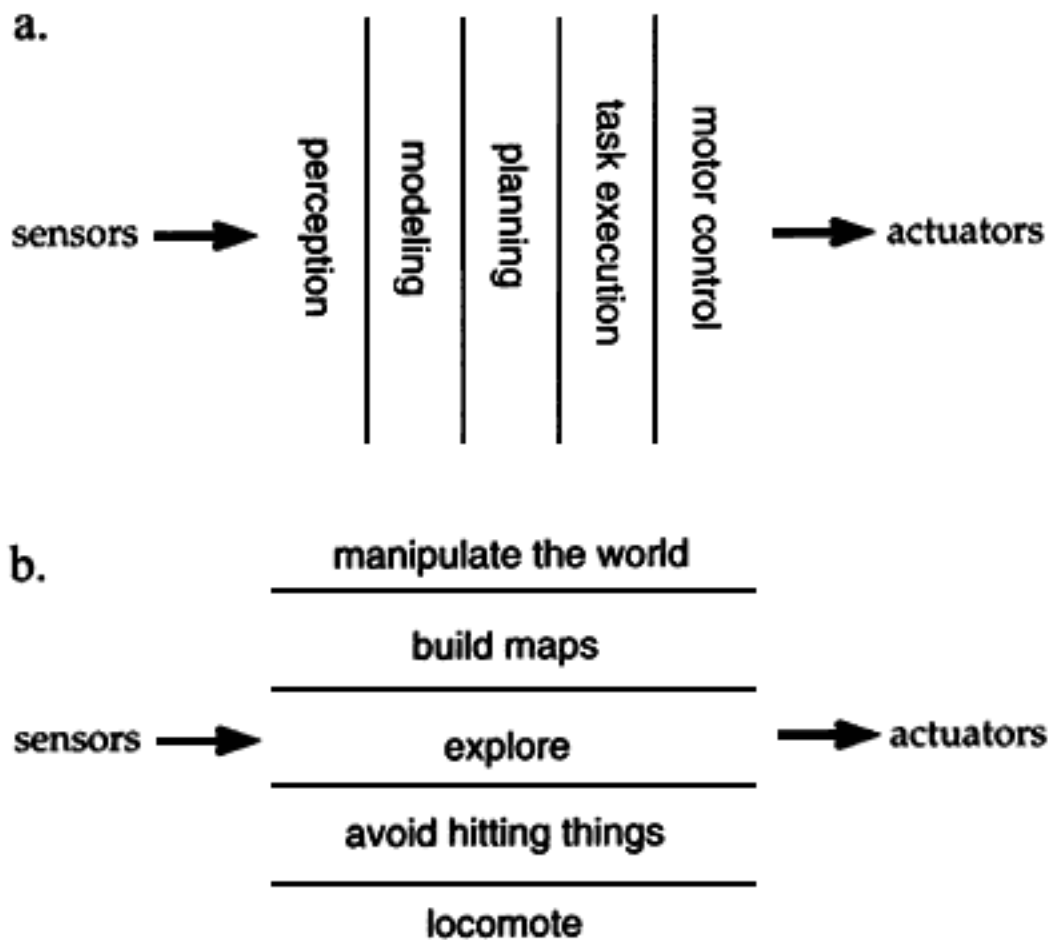 a.
sensors
perception
modeling
planning
task execution
motor control
actuators
b.
manipulate the world
build maps
sensors
explore
actuators
avoid hitting things
locomote